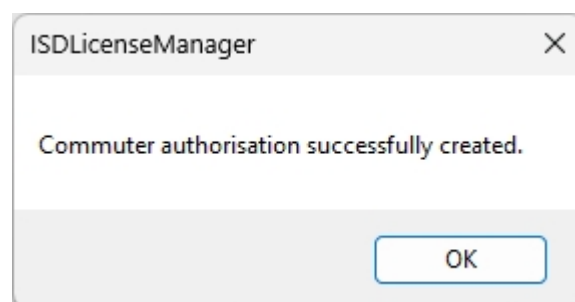 ISDLicenseManager
Commuter authorisation successfully created.
OK